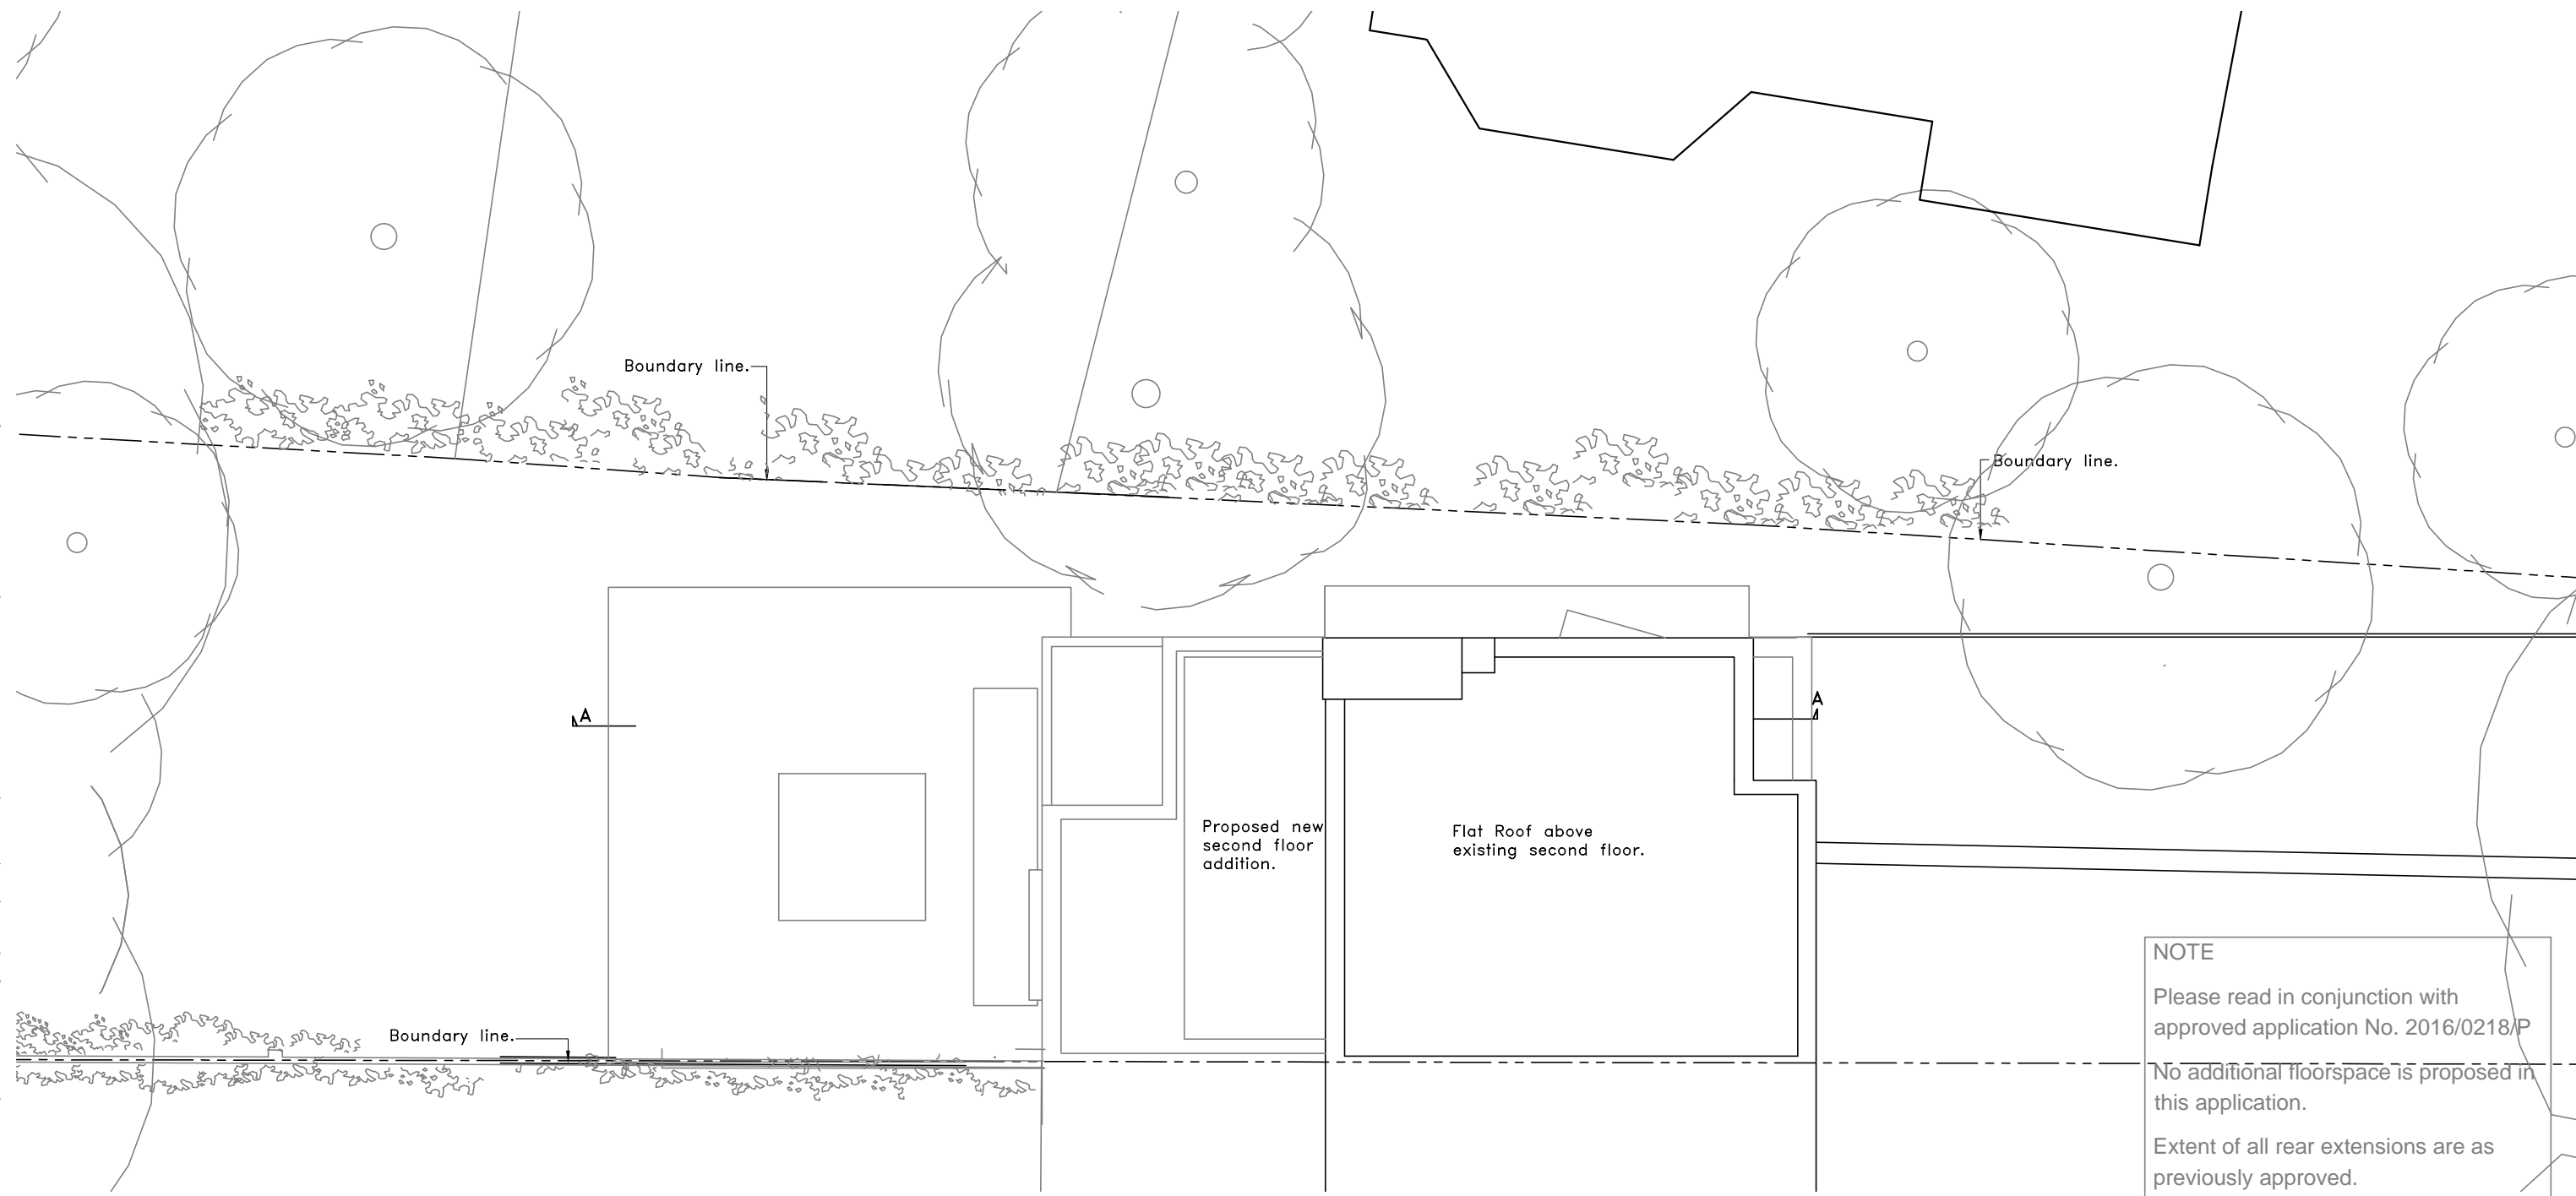 Boundary line.
Boundary line.
A
A
Proposed new
second floor
addition.
Flat Roof above
existing second floor.
Boundary line.
NOTE
Please read in conjunction with
approved application No. 2016/0218/P
No additional floorspace is proposed in
this application.
Extent of all rear extensions are as
previously approved.